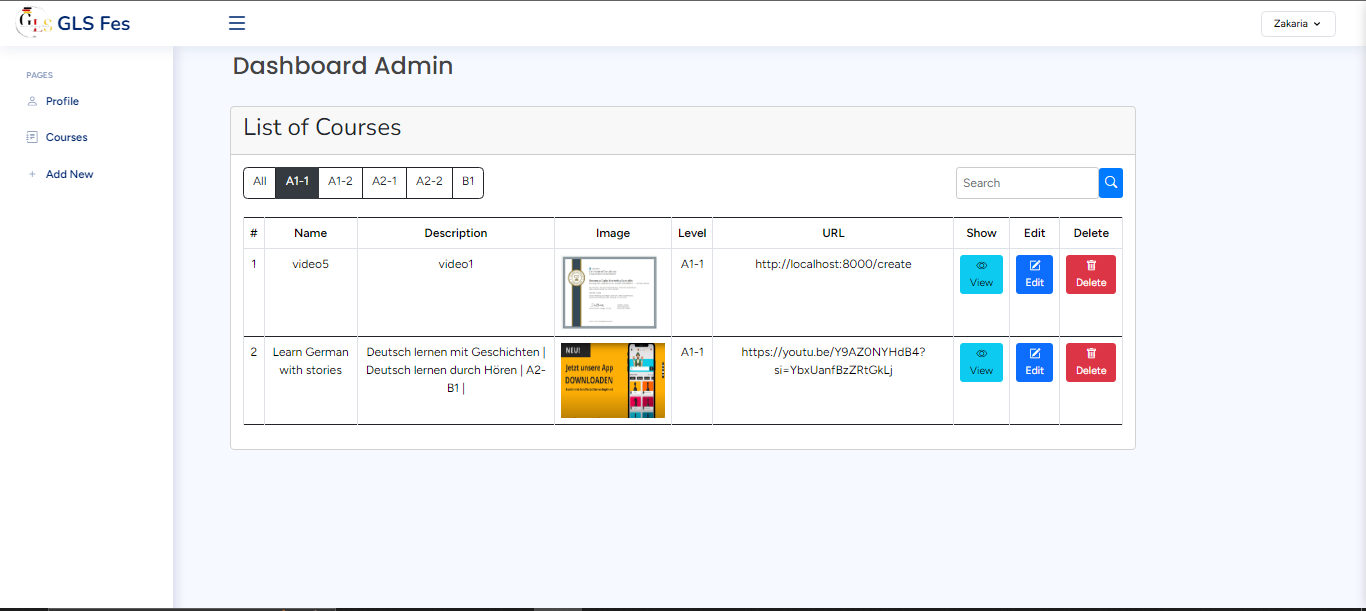 GLS
GLS Fes
Zakaria
Dashboard Admin
PAGES
Profile
Courses
Add New
List of Courses
All A1-1 A1-2 A2-1 A2-2 B1
Search
# Name Description Image Level URL Show Edit Delete
1 video5 video1 A1-1 http://localhost:8000/create View Edit Delete
2 Learn German
with stories
Deutsch lernen mit Geschichten |
Deutsch lernen durch Hören | A2-
B1 |
NEU!
Jetzt unsere App
DOWNLOADEN
A1-1
https://youtu.be/Y9AZ0NYHdB4?
si=YbxUanfBzZRtGkLj
View Edit Delete